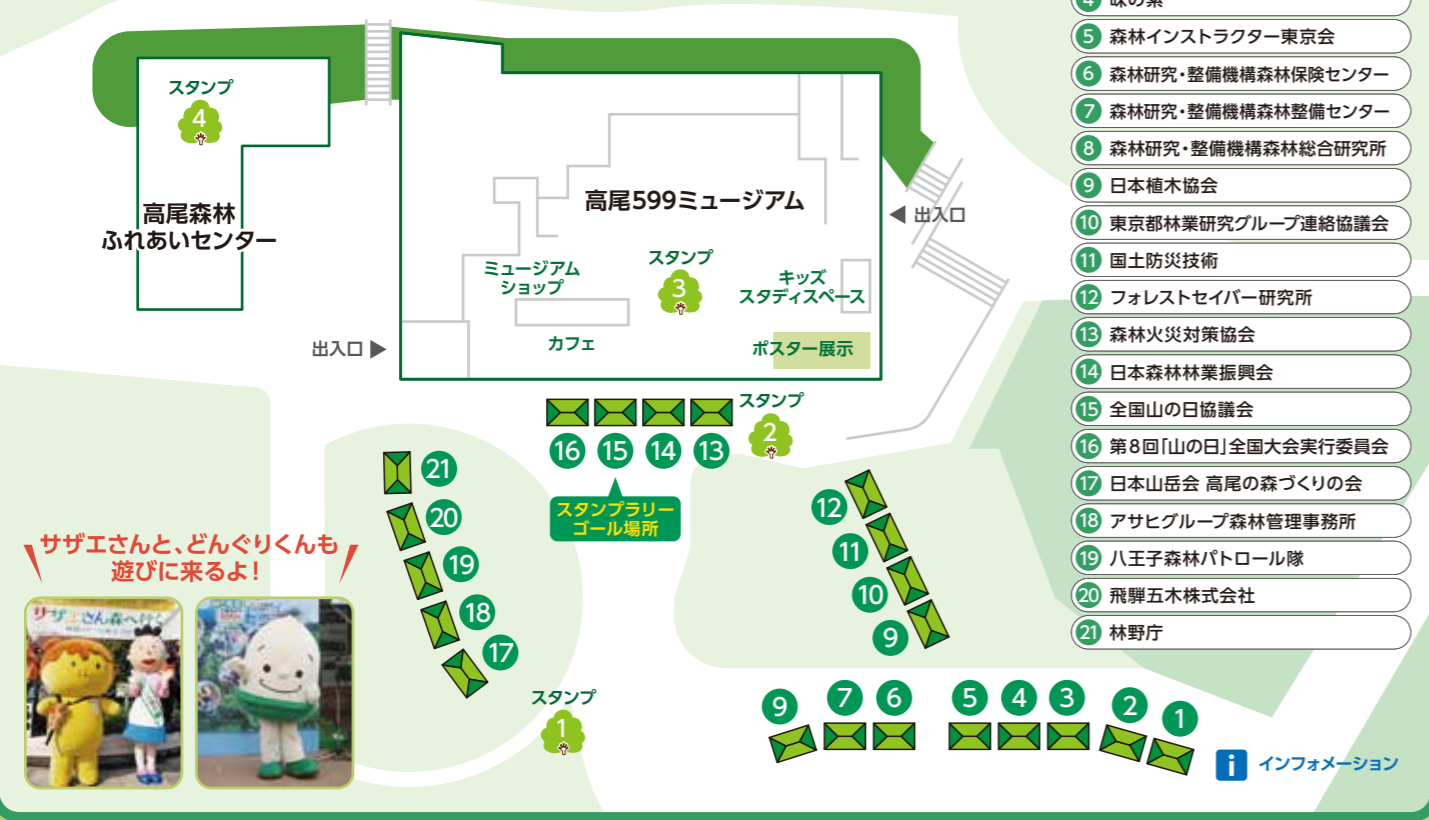 スタンプ
4
高尾森林
ふれあいセンター
高尾599ミュージアム
出入口
ミュージアム
ショップ
スタンプ
3
キッズ
スタディスペース
カフェ
ポスター展示
出入口
スタンプ
2
16
15
14
13
スタンプラリー
ゴール場所
21
20
19
18
17
12
11
10
9
サザエさんと、どんぐりくんも
遊びに来るよ!
サザエさん森へ行く
スタンプ
1
9
7
6
5
4
3
2
1
i インフォメーション
4 味の素
5 森林インストラクター東京会
6 森林研究・整備機構森林保険センター
7 森林研究・整備機構森林整備センター
8 森林研究・整備機構森林総合研究所
9 日本植木協会
10 東京都林業研究グループ連絡協議会
11 国土防災技術
12 フォレストセイバー研究所
13 森林火災対策協会
14 日本森林林業振興会
15 全国山の日協議会
16 第8回「山の日」全国大会実行委員会
17 日本山岳会 高尾の森づくりの会
18 アサヒグループ森林管理事務所
19 八王子森林パトロール隊
20 飛騨五木株式会社
21 林野庁